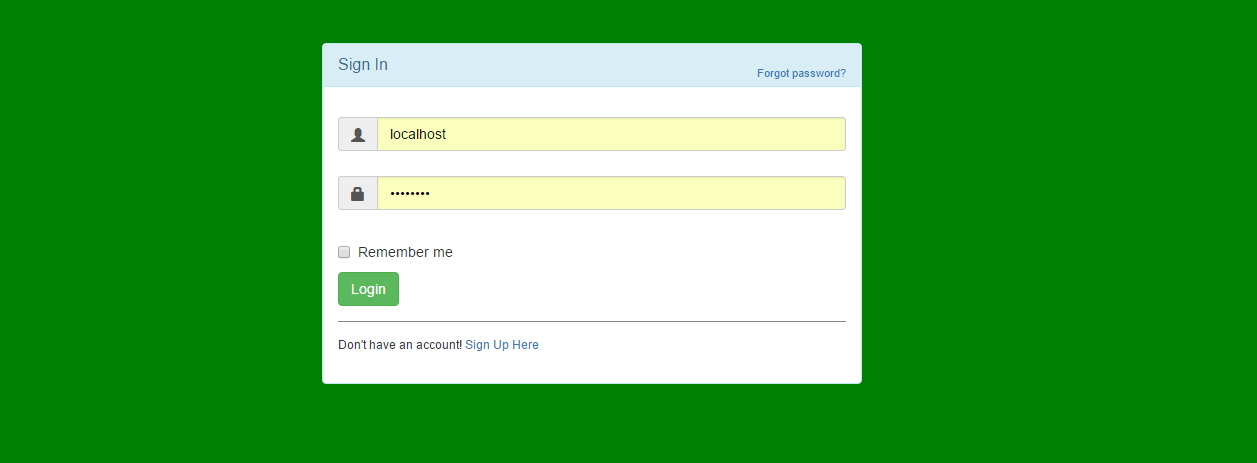 Sign In
Forgot password?
localhost
••••••••
Remember me
Login
Don't have an account! Sign Up Here